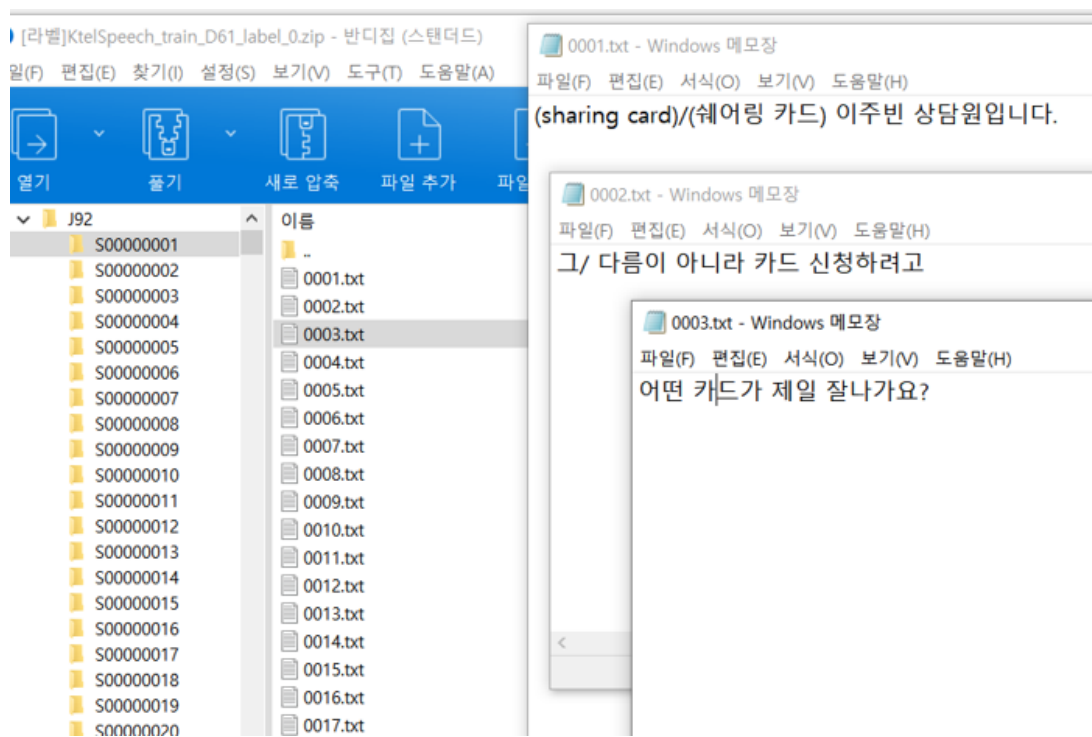 [라벨]KtelSpeech_train_D61_label_0.zip - 반디집 (스탠더드)
일(F) 편집(E) 찾기(I) 설정(S) 보기(V) 도구(T) 도움말(A)
열기 풀기 새로 압축 파일 추가 파일
J92
S00000001
S00000002
S00000003
S00000004
S00000005
S00000006
S00000007
S00000008
S00000009
S00000010
S00000011
S00000012
S00000013
S00000014
S00000015
S00000016
S00000017
S00000018
S00000019
S00000020
이름
..
0001.txt
0002.txt
0003.txt
0004.txt
0005.txt
0006.txt
0007.txt
0008.txt
0009.txt
0010.txt
0011.txt
0012.txt
0013.txt
0014.txt
0015.txt
0016.txt
0017.txt
0001.txt - Windows 메모장
파일(F) 편집(E) 서식(O) 보기(V) 도움말(H)
(sharing card)/(쉐어링 카드) 이주빈 상담원입니다.
0002.txt - Windows 메모장
파일(F) 편집(E) 서식(O) 보기(V) 도움말(H)
그/ 다름이 아니라 카드 신청하려고
0003.txt - Windows 메모장
파일(F) 편집(E) 서식(O) 보기(V) 도움말(H)
어떤 카드가 제일 잘나가요?